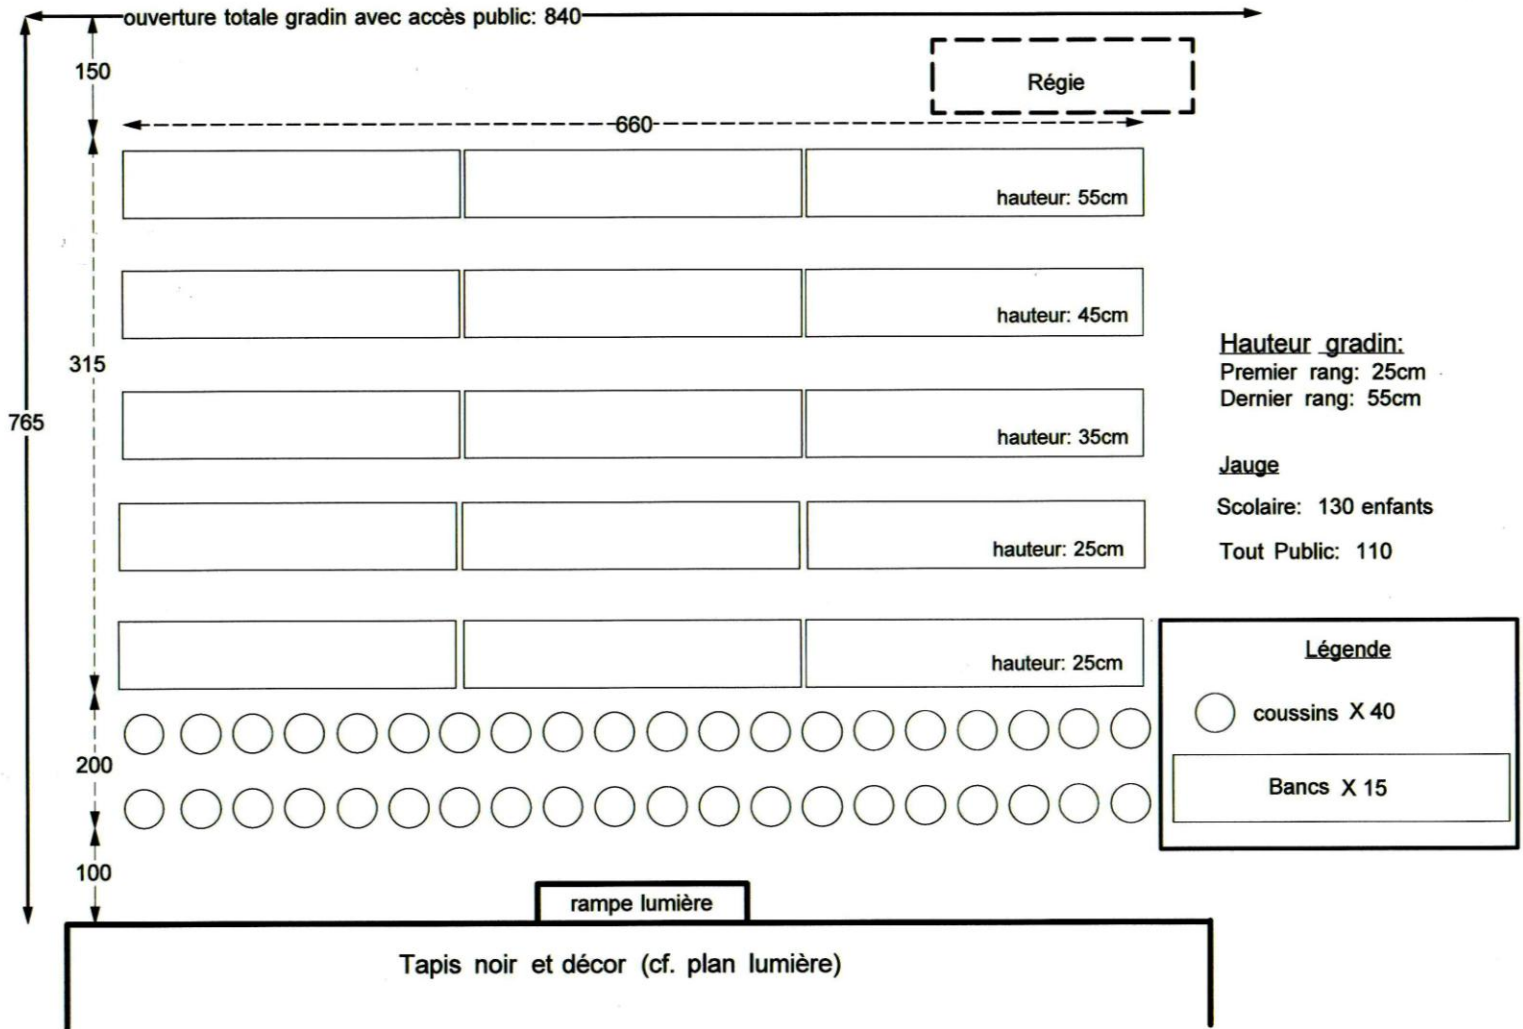 ouverture totale gradin avec accès public: 840
150
Régie
660
hauteur: 55cm
hauteur: 45cm
315
765
hauteur: 35cm
hauteur: 25cm
hauteur: 25cm
Hauteur gradin:
Premier rang: 25cm
Dernier rang: 55cm
Jauge
Scolaire: 130 enfants
Tout Public: 110
Légende
coussins X 40
Bancs X 15
200
100
rampe lumière
Tapis noir et décor (cf. plan lumière)